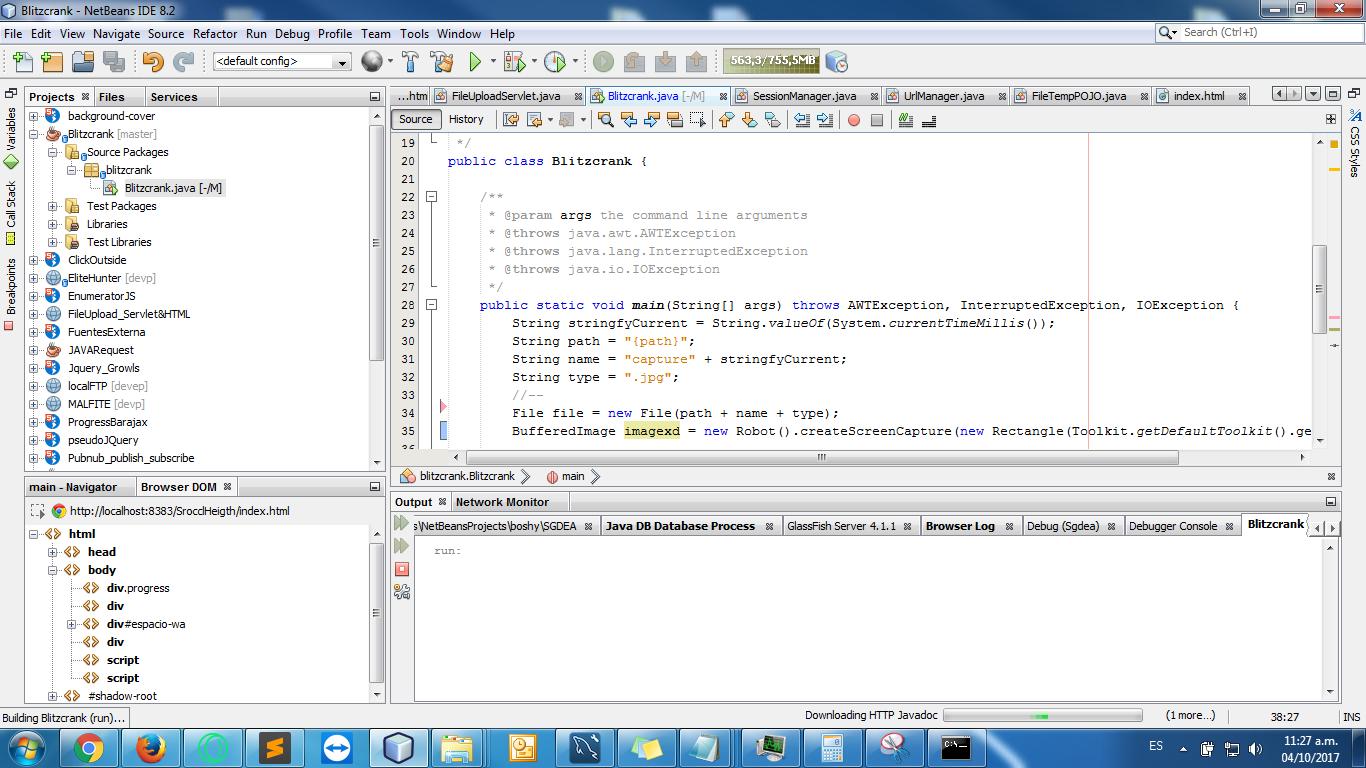 Blitzcrank - NetBeans IDE 8.2
File Edit View Navigate Source Refactor Run Debug Profile Team Tools Window Help
Search (Ctrl+I)
<default config>
563,3/755,5MB
Projects Files Services
Variables
Call Stack
Breakpoints
background-cover
Blitzcrank [master]
Source Packages
blitzcrank
Blitzcrank.java [-/M]
Test Packages
Libraries
Test Libraries
ClickOutside
EliteHunter [devp]
EnumeratorJS
FileUpload_Servlet&HTML
FuentesExterna
JAVARequest
Jquery_Growls
localFTP [devep]
MALFITE [devp]
ProgressBarajax
pseudoJQuery
Pubnub_publish_subscribe
main - Navigator Browser DOM
http://localhost:8383/SrocclHeigth/index.html
html
head
body
div.progress
div
div#espacio-wa
div
script
script
#shadow-root
...htm FileUploadServlet.java Blitzcrank.java [-/M] SessionManager.java UrlManager.java FileTempPOJO.java index.html
Source History
CSS Styles
19 */
20 public class Blitzcrank {
21
22 /**
23 * @param args the command line arguments
24 * @throws java.awt.AWTException
25 * @throws java.lang.InterruptedException
26 * @throws java.io.IOException
27 */
28 public static void main(String[] args) throws AWTException, InterruptedException, IOException {
29 String stringfyCurrent = String.valueOf(System.currentTimeMillis());
30 String path = "{path}";
31 String name = "capture" + stringfyCurrent;
32 String type = ".jpg";
33 //--
34 File file = new File(path + name + type);
35 BufferedImage imagexd = new Robot().createScreenCapture(new Rectangle(Toolkit.getDefaultToolkit().ge
blitzcrank.Blitzcrank main
Output Network Monitor
s\NetBeansProjects\boshy\SGDEA Java DB Database Process GlassFish Server 4.1.1 Browser Log Debug (Sgdea) Debugger Console Blitzcrank
run:
Building Blitzcrank (run)... Downloading HTTP Javadoc (1 more...) 38:27 INS
C:\-
ES
11:27 a.m.
04/10/2017